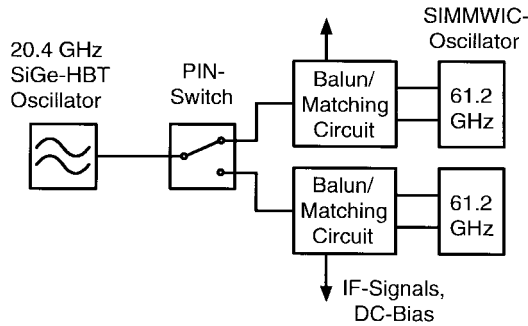 SIMMWIC-
Oscillator
20.4 GHz
SiGe-HBT
Oscillator
PIN-
Switch
Balun/
Matching
Circuit
61.2
GHz
Balun/
Matching
Circuit
61.2
GHz
IF-Signals,
DC-Bias